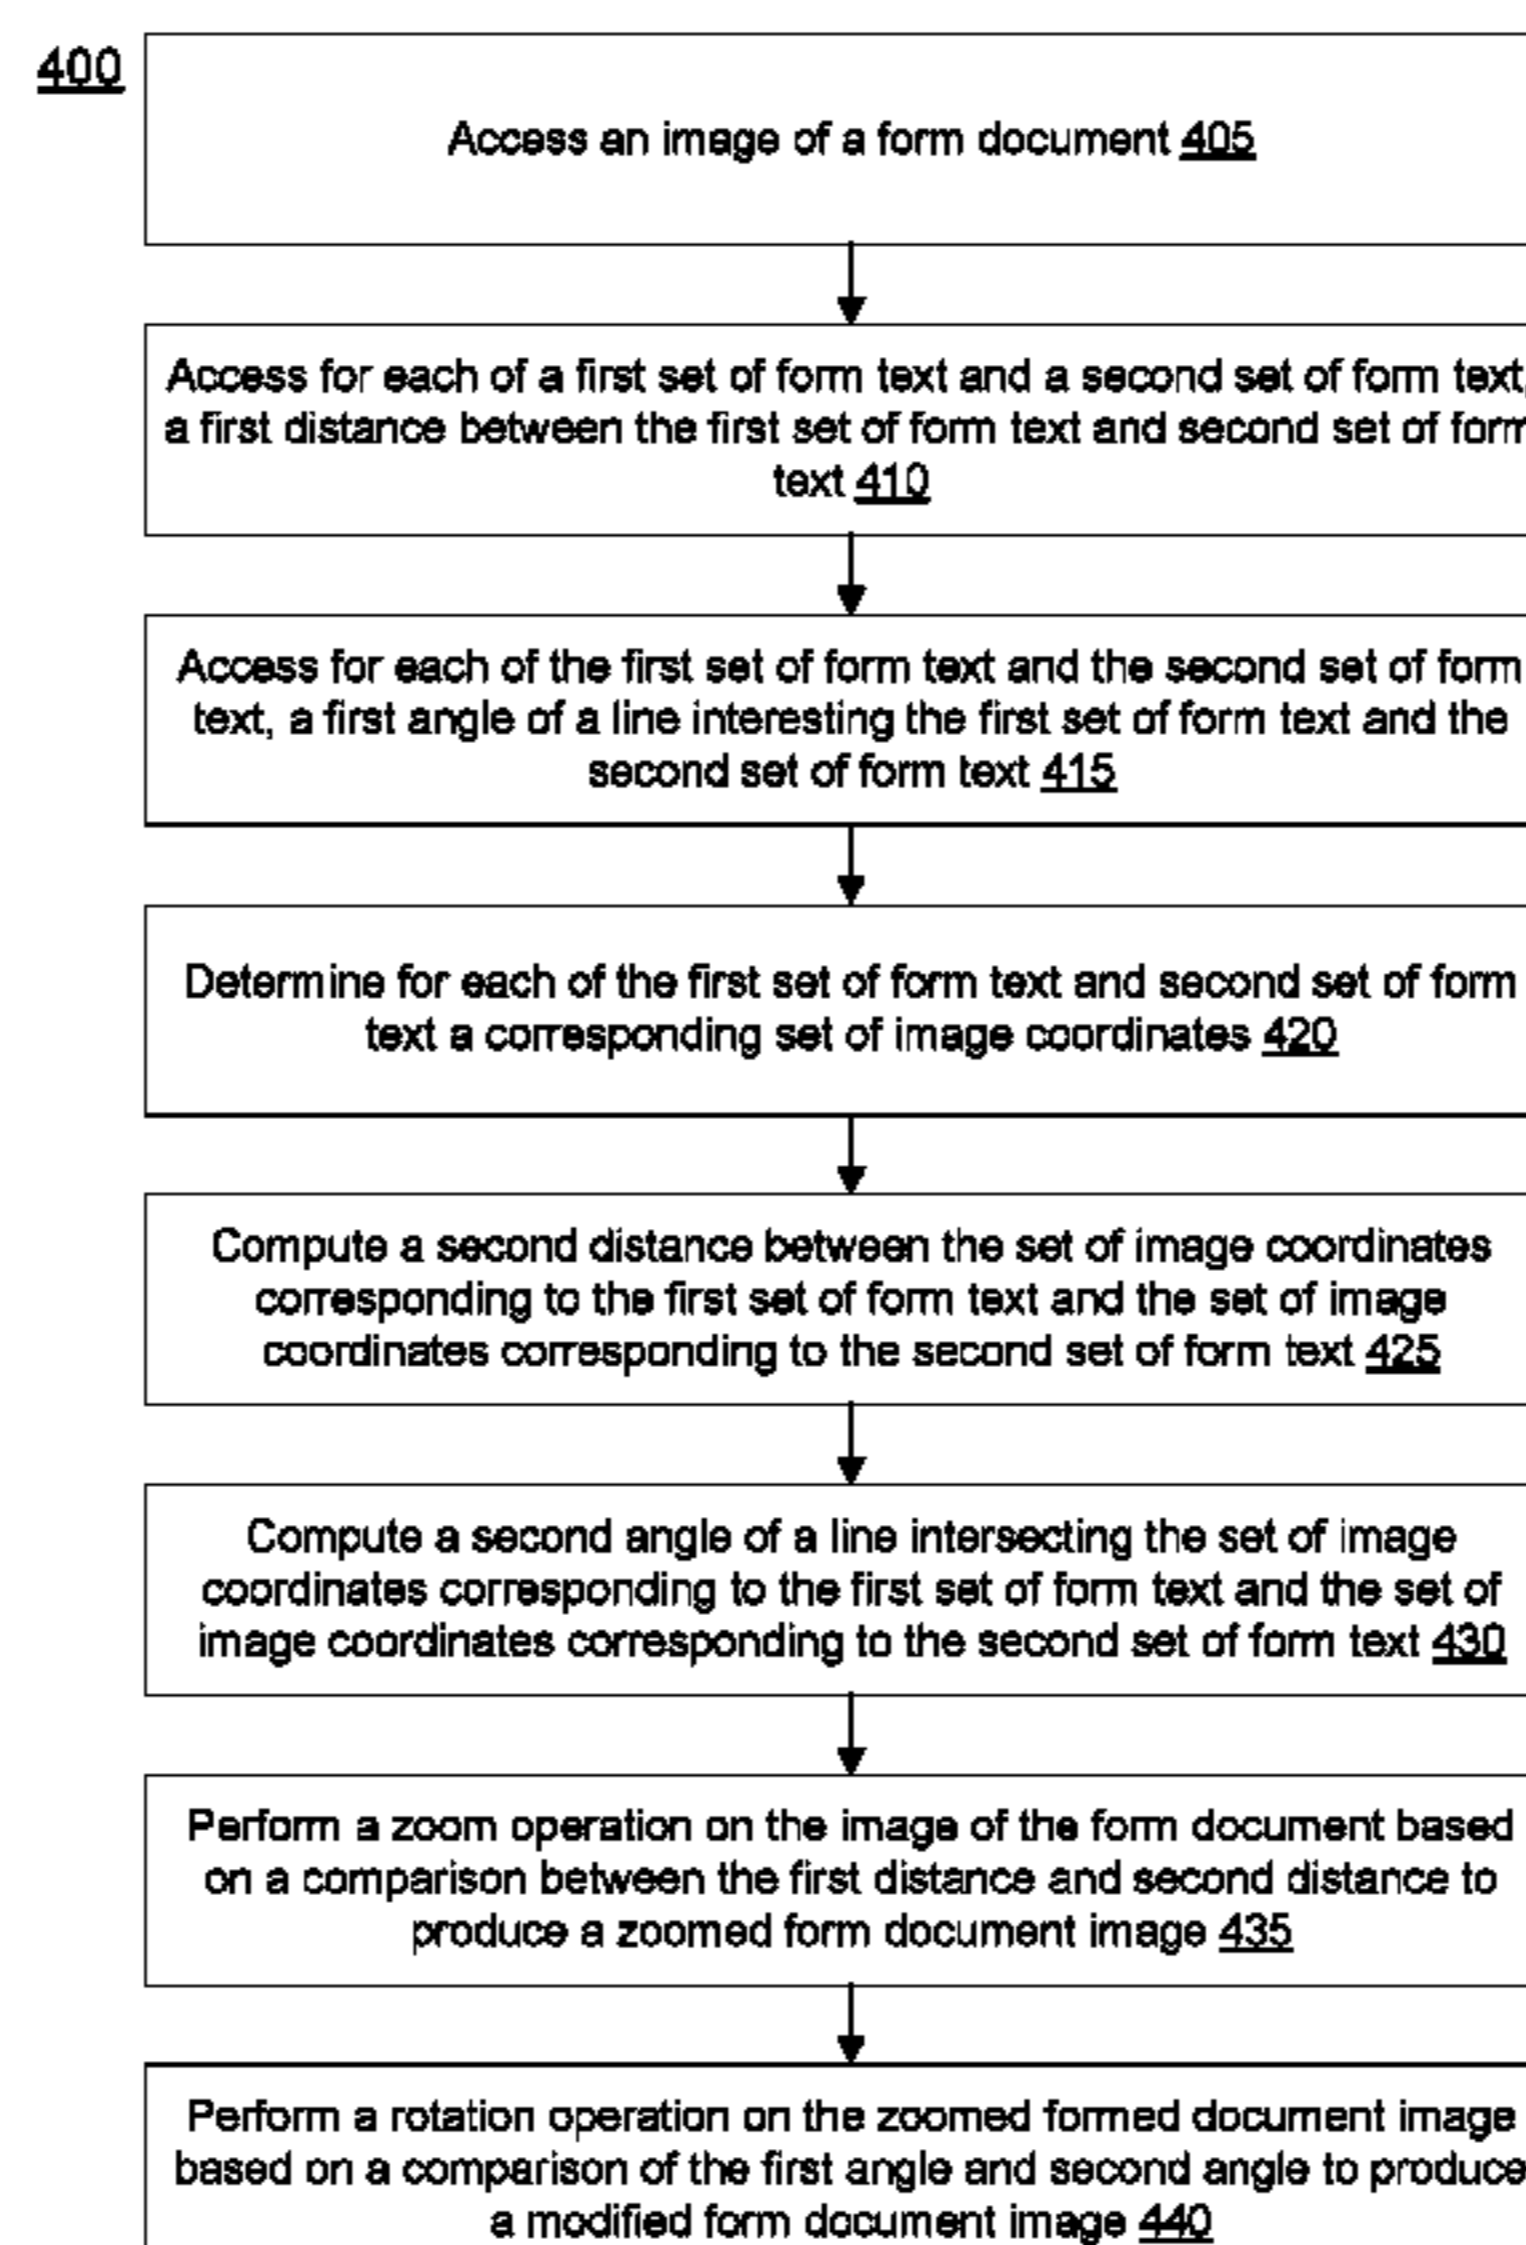 400
Access an image of a form document 405
Access for each of a first set of form text and a second set of form text,
a first distance between the first set of form text and second set of form
text 410
Access for each of the first set of form text and the second set of form
text, a first angle of a line interesting the first set of form text and the
second set of form text 415
Determine for each of the first set of form text and second set of form
text a corresponding set of image coordinates 420
Compute a second distance between the set of image coordinates
corresponding to the first set of form text and the set of image
coordinates corresponding to the second set of form text 425
Compute a second angle of a line intersecting the set of image
coordinates corresponding to the first set of form text and the set of
image coordinates corresponding to the second set of form text 430
Perform a zoom operation on the image of the form document based
on a comparison between the first distance and second distance to
produce a zoomed form document image 435
Perform a rotation operation on the zoomed formed document image
based on a comparison of the first angle and second angle to produce
a modified form document image 440